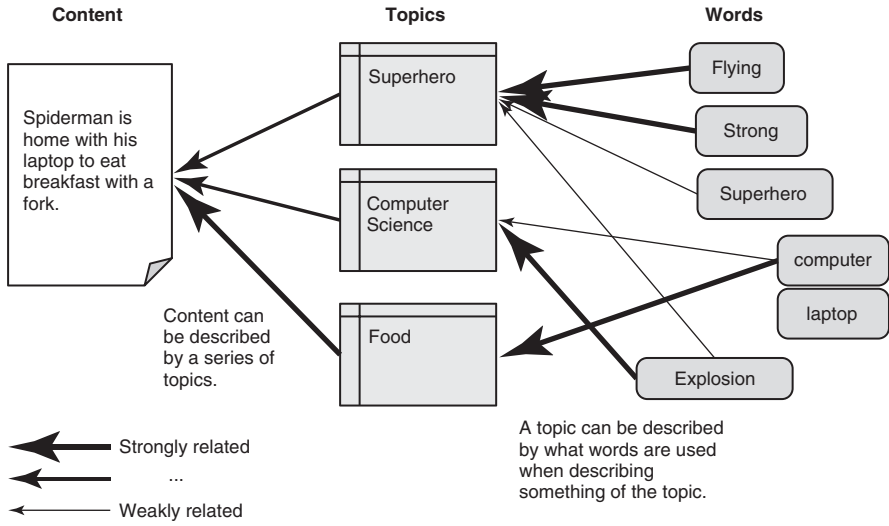 Content
Topics
Words
Spiderman is
home with his
laptop to eat
breakfast with a
fork.
Superhero
Computer
Science
Food
Flying
Strong
Superhero
computer
laptop
Explosion
Content can
be described
by a series of
topics.
A topic can be described
by what words are used
when describing
something of the topic.
Strongly related
...
Weakly related